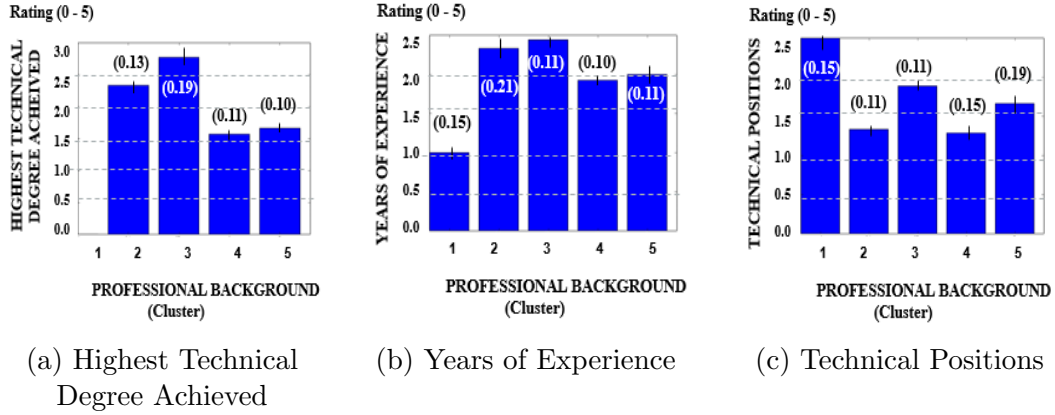 Rating (0 - 5)
HIGHEST TECHNICAL
DEGREE ACHEIVED
3.0
2.5
2.0
1.5
1.0
0.5
0.0
(0.13)
(0.19)
(0.11)
(0.10)
1 2 3 4 5
PROFESSIONAL BACKGROUND
(Cluster)
(a) Highest Technical
Degree Achieved
Rating (0 - 5)
YEARS OF EXPERIENCE
2.5
2.0
1.5
1.0
0.5
0.0
(0.15)
(0.21)
(0.11)
(0.10)
(0.11)
1 2 3 4 5
PROFESSIONAL BACKGROUND
(Cluster)
(b) Years of Experience
Rating (0 - 5)
TECHNICAL POSITIONS
2.5
2.0
1.5
1.0
0.5
0.0
(0.15)
(0.11)
(0.11)
(0.15)
(0.19)
1 2 3 4 5
PROFESSIONAL BACKGROUND
(Cluster)
(c) Technical Positions